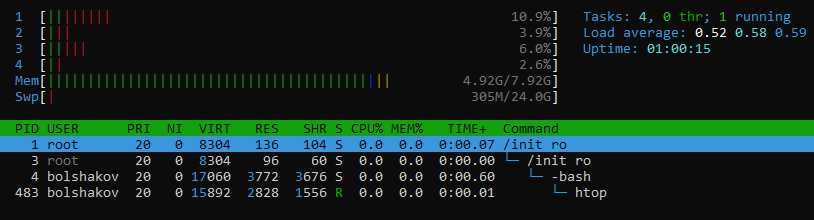 1 [||||||||| 10.9%] Tasks: 4, 0 thr; 1 running
2 [||| 3.9%] Load average: 0.52 0.58 0.59
3 [||||| 6.0%] Uptime: 01:00:15
4 [|| 2.6%]
Mem[||||||||||||||||||||||||||||||||||||||||||| 4.92G/7.92G]
Swp[| 305M/24.0G]
PID USER PRI NI VIRT RES SHR S CPU% MEM% TIME+ Command
1 root 20 0 8304 136 104 S 0.0 0.0 0:00.07 /init ro
3 root 20 0 8304 96 60 S 0.0 0.0 0:00.00 └─ /init ro
4 bolshakov 20 0 17060 3772 3676 S 0.0 0.0 0:00.60 └─ -bash
483 bolshakov 20 0 15892 2828 1556 R 0.0 0.0 0:00.01 └─ htop